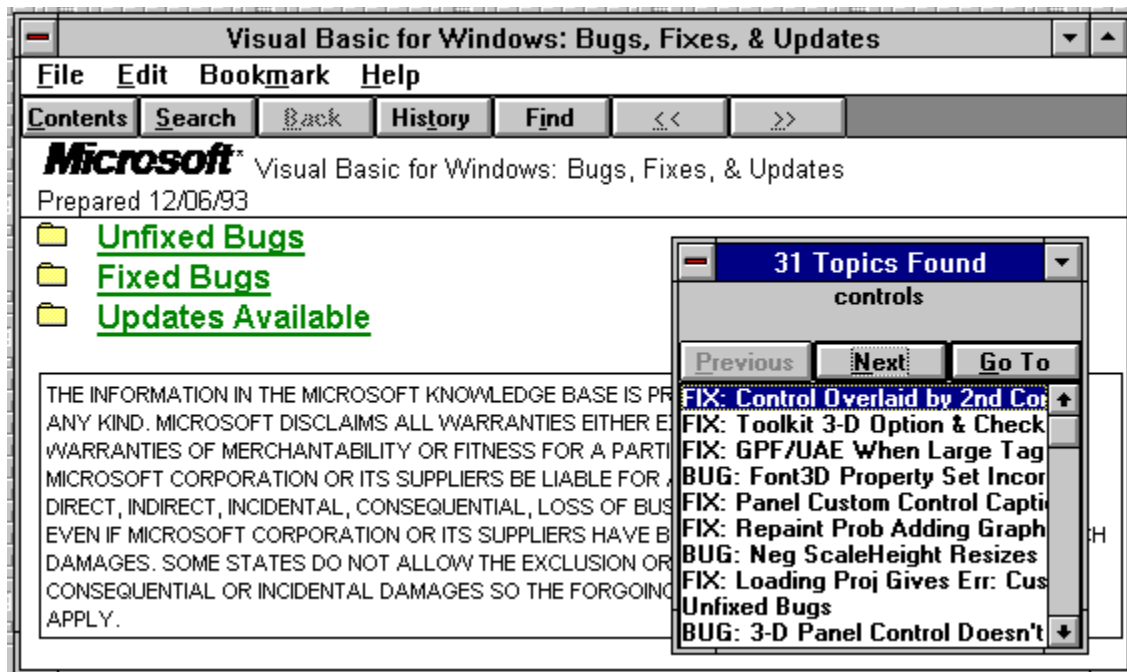 Visual Basic for Windows: Bugs, Fixes, & Updates
File Edit Bookmark Help
Contents Search Back History Find << >>
Microsoft Visual Basic for Windows: Bugs, Fixes, & Updates
Prepared 12/06/93
Unfixed Bugs
Fixed Bugs
Updates Available
THE INFORMATION IN THE MICROSOFT KNOWLEDGE BASE IS PR
ANY KIND. MICROSOFT DISCLAIMS ALL WARRANTIES EITHER E
WARRANTIES OF MERCHANTABILITY OR FITNESS FOR A PARTI
MICROSOFT CORPORATION OR ITS SUPPLIERS BE LIABLE FOR
DIRECT, INDIRECT, INCIDENTAL, CONSEQUENTIAL, LOSS OF BUS
EVEN IF MICROSOFT CORPORATION OR ITS SUPPLIERS HAVE B CH
DAMAGES. SOME STATES DO NOT ALLOW THE EXCLUSION OR
CONSEQUENTIAL OR INCIDENTAL DAMAGES SO THE FORGOING
APPLY.
31 Topics Found
controls
Previous Next Go To
FIX: Control Overlaid by 2nd Cor
FIX: Toolkit 3-D Option & Check
FIX: GPF/UAE When Large Tag
BUG: Font3D Property Set Incor
FIX: Panel Custom Control Captio
FIX: Repaint Prob Adding Graph
BUG: Neg ScaleHeight Resizes
FIX: Loading Proj Gives Err: Cus
Unfixed Bugs
BUG: 3-D Panel Control Doesn't